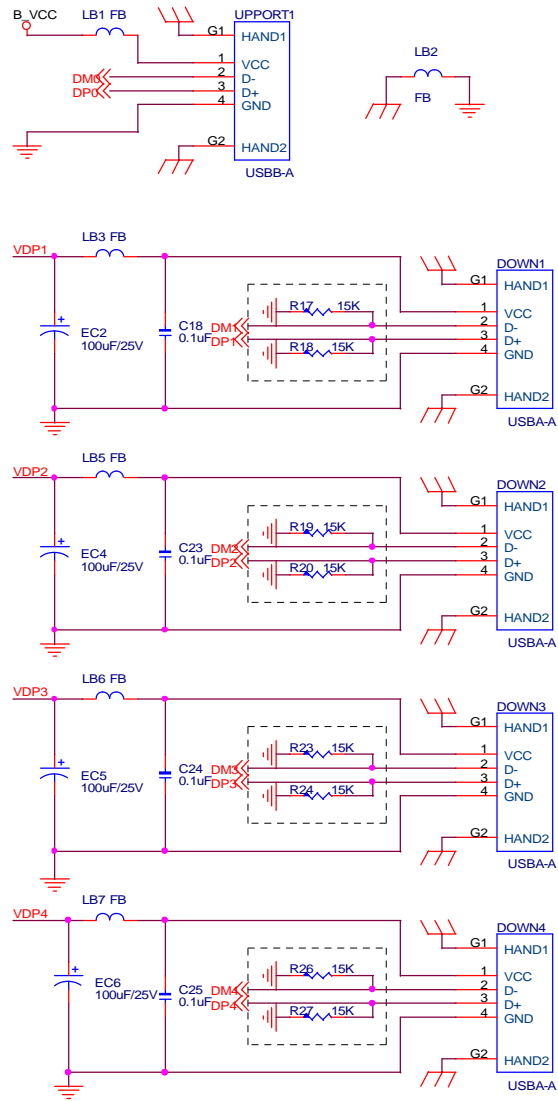 B_VCC
LB1 FB
UPPORT1
G1
HAND1
1
VCC
DM0
2
D-
DP0
3
D+
4
GND
G2
HAND2
USBB-A
LB2
FB
VDP1
LB3 FB
DOWN1
G1
HAND1
R17
15K
1
VCC
EC2
100uF/25V
C18
0.1uF
DM1
2
D-
DP1
3
D+
R18
15K
4
GND
G2
HAND2
USBA-A
VDP2
LB5 FB
DOWN2
G1
HAND1
R19
15K
1
VCC
EC4
100uF/25V
C23
0.1uF
DM2
2
D-
DP2
3
D+
R20
15K
4
GND
G2
HAND2
USBA-A
VDP3
LB6 FB
DOWN3
G1
HAND1
R23
15K
1
VCC
EC5
100uF/25V
C24
0.1uF
DM3
2
D-
DP3
3
D+
R24
15K
4
GND
G2
HAND2
USBA-A
VDP4
LB7 FB
DOWN4
G1
HAND1
R26
15K
1
VCC
EC6
100uF/25V
C25
0.1uF
DM4
2
D-
DP4
3
D+
R27
15K
4
GND
G2
HAND2
USBA-A